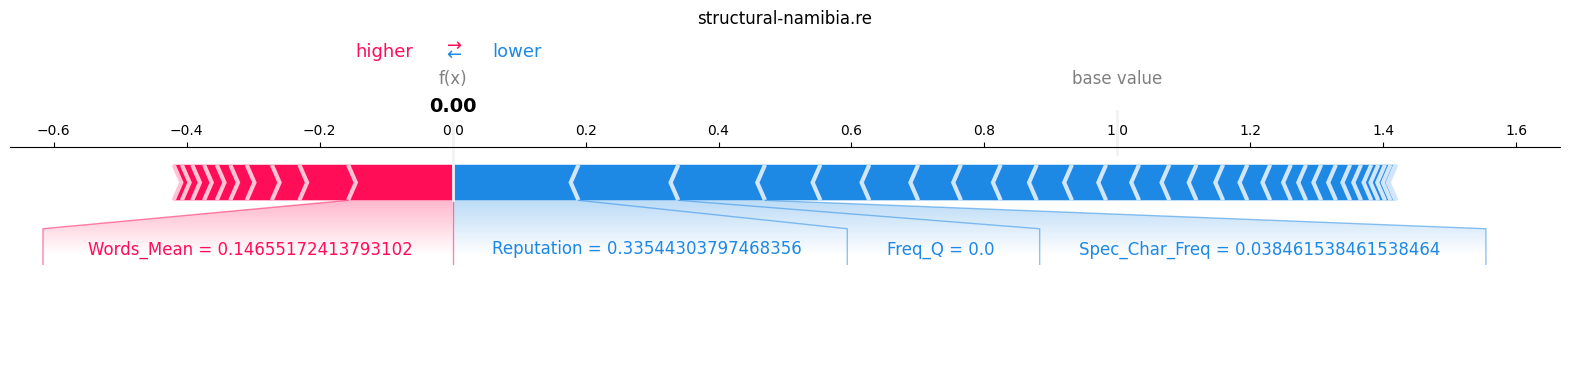 structural-namibia.re
higher → ← lower
f(x) base value
0.00
−0.6 −0.4 −0.2 0.0 0.2 0.4 0.6 0.8 1.0 1.2 1.4 1.6
Words_Mean = 0.14655172413793102 Reputation = 0.33544303797468356 Freq_Q = 0.0 Spec_Char_Freq = 0.038461538461538464